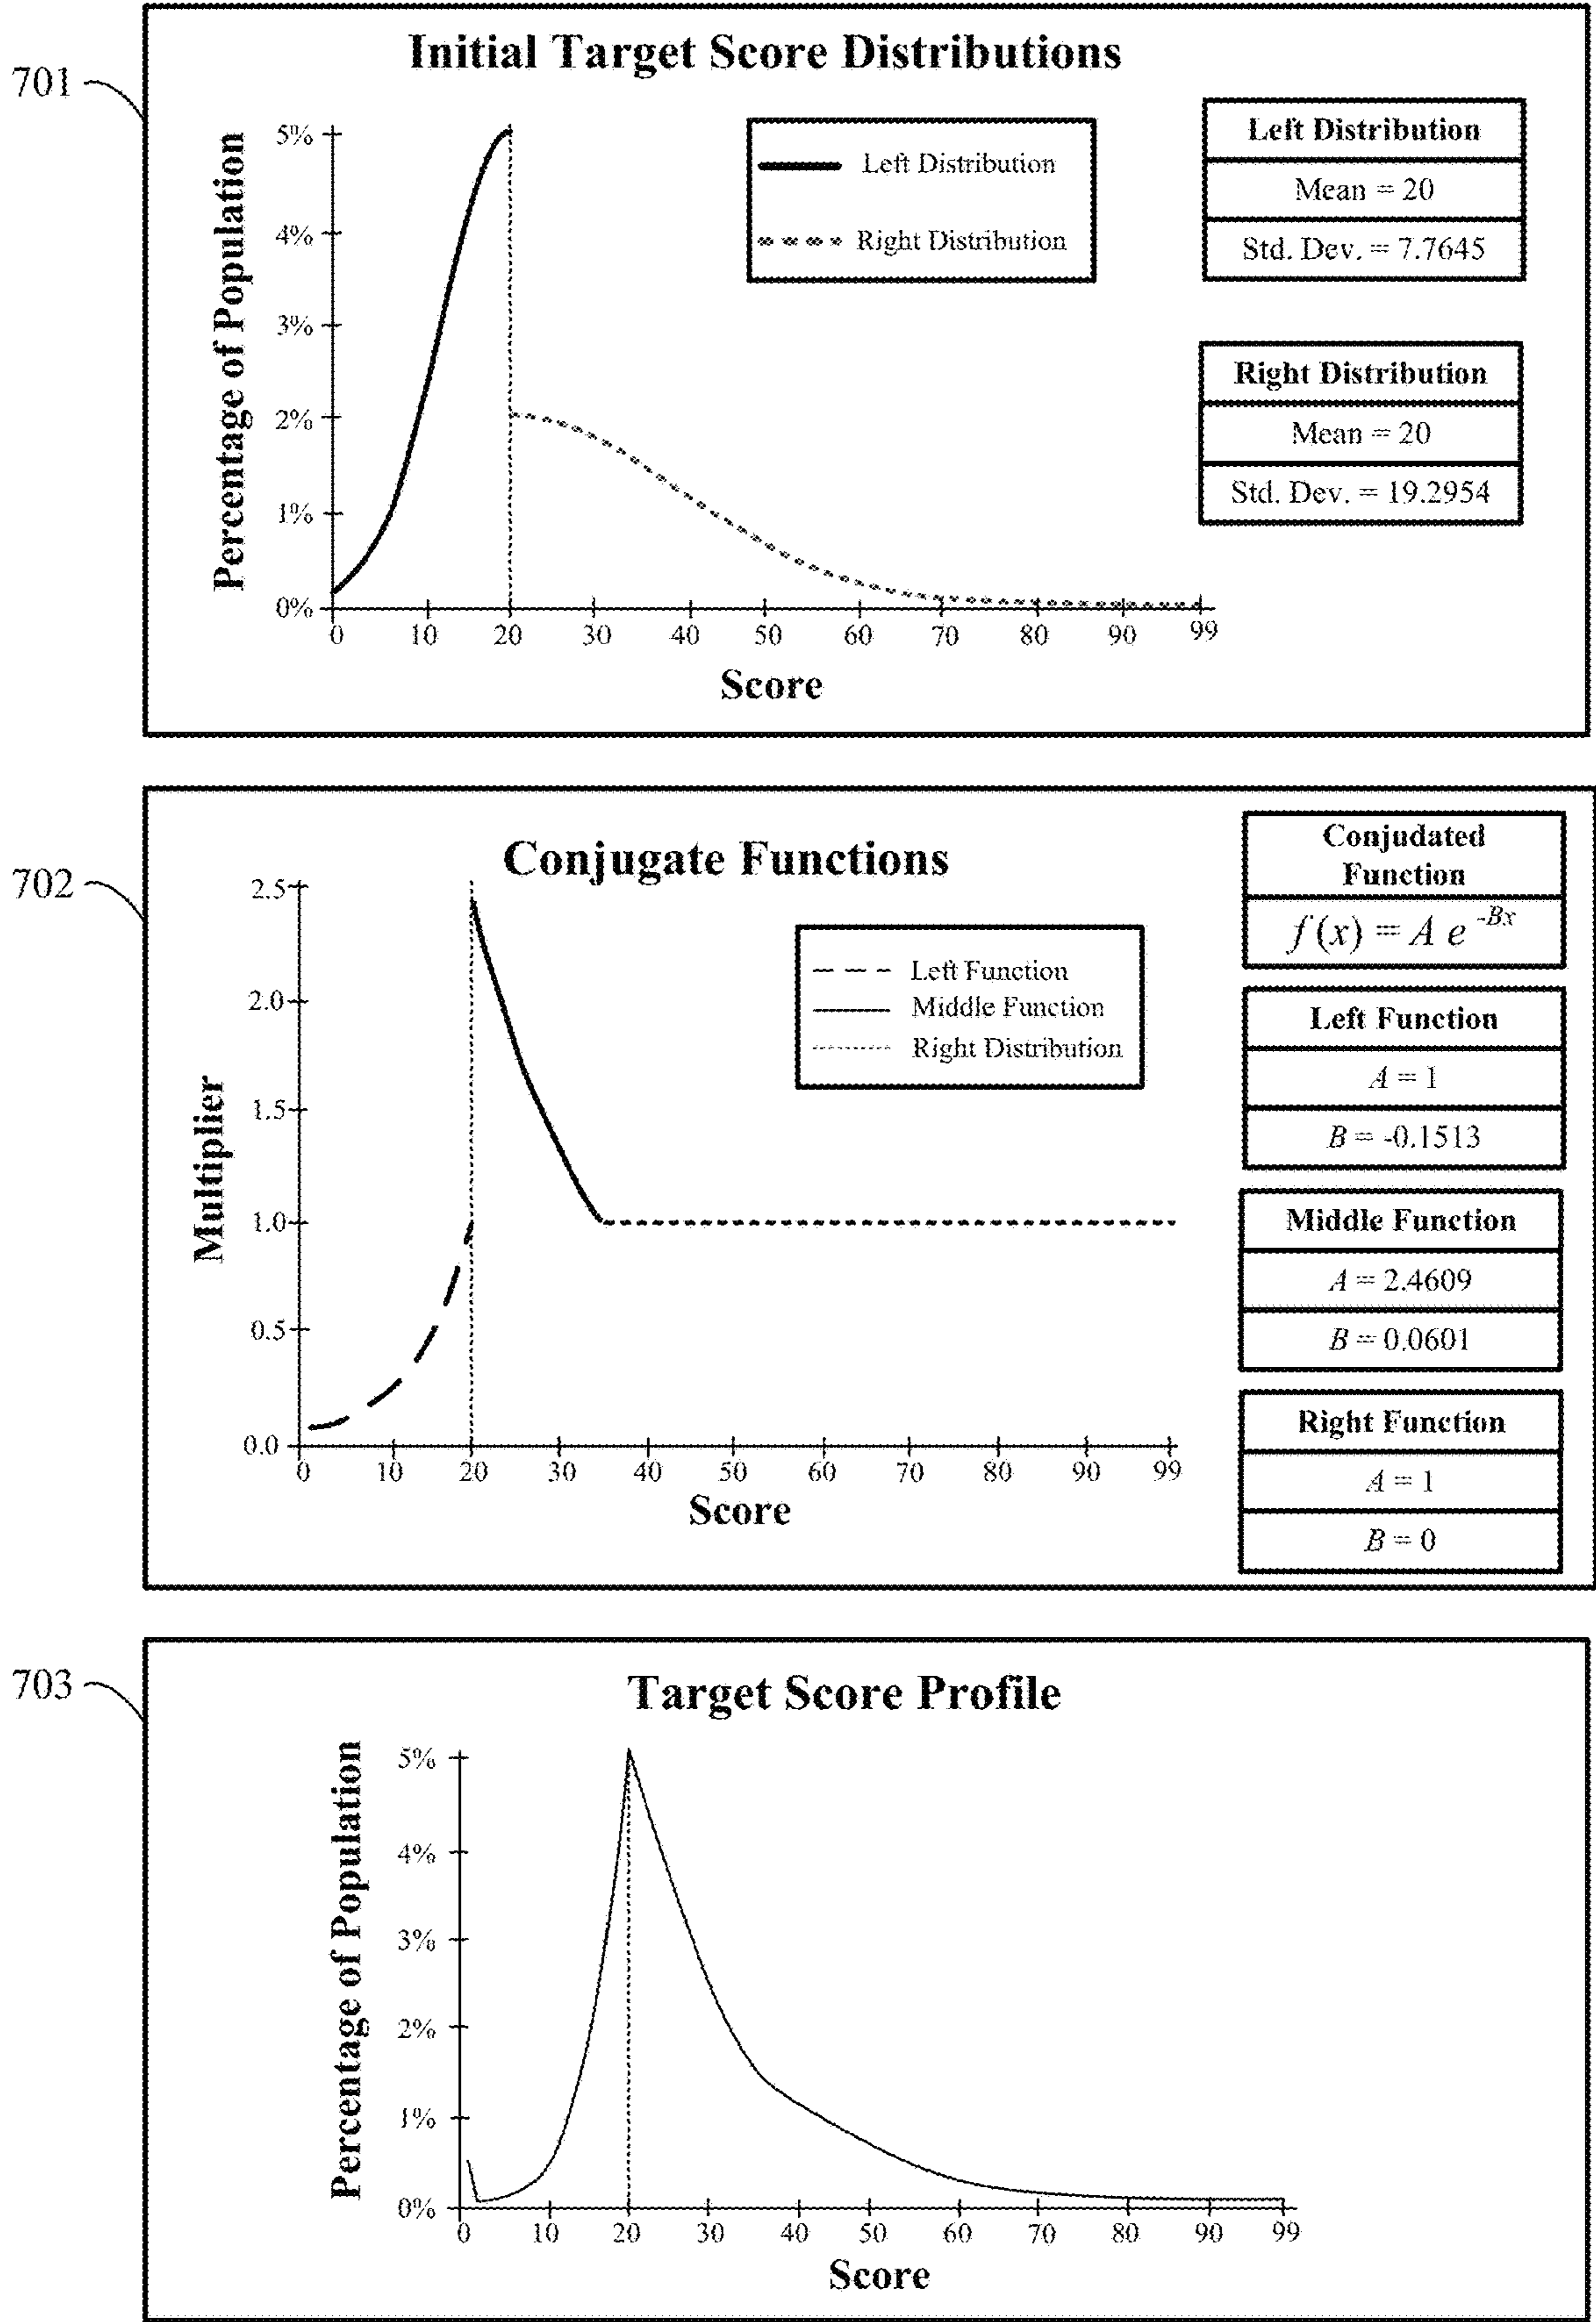 701
Initial Target Score Distributions
Percentage of Population
5%
4%
3%
2%
1%
0%
0 10 20 30 40 50 60 70 80 90 99
Score
Left Distribution
Right Distribution
Left Distribution
Mean = 20
Std. Dev. = 7.7645
Right Distribution
Mean = 20
Std. Dev. = 19.2954
702
Conjugate Functions
Multiplier
2.5
2.0
1.5
1.0
0.5
0.0
0 10 20 30 40 50 60 70 80 90 99
Score
Left Function
Middle Function
Right Distribution
Conjudated
Function
f(x) = A e^-Bx
Left Function
A = 1
B = -0.1513
Middle Function
A = 2.4609
B = 0.0601
Right Function
A = 1
B = 0
703
Target Score Profile
Percentage of Population
5%
4%
3%
2%
1%
0%
0 10 20 30 40 50 60 70 80 90 99
Score